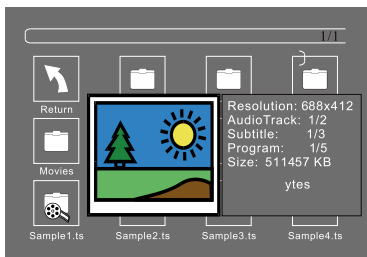 1/1
Return
Resolution: 688x412
AudioTrack: 1/2
Subtitle: 1/3
Program: 1/5
Size: 511457 KB
ytes
Movies
Sample1.ts Sample2.ts Sample3.ts Sample4.ts